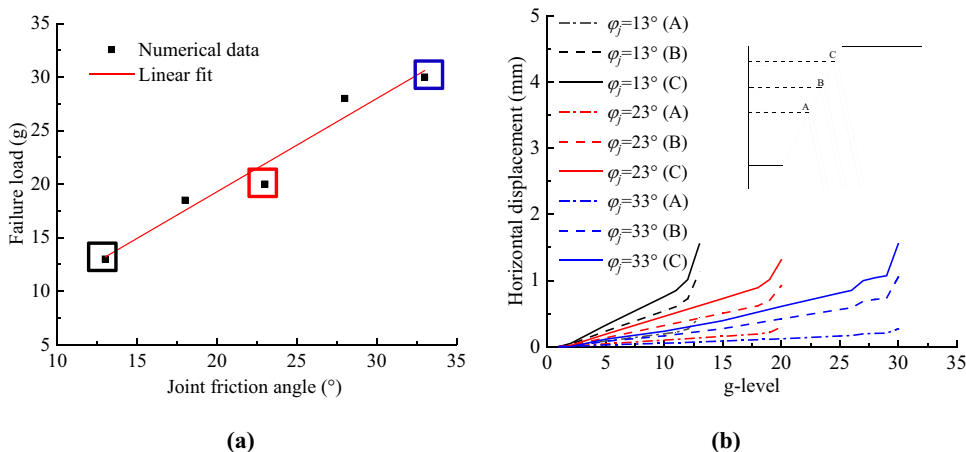 35
30
25
20
15
10
5
10
15
20
25
30
35
Failure load (g)
Joint friction angle (°)
Numerical data
Linear fit
(a)
5
4
3
2
1
0
0
5
10
15
20
25
30
35
Horizontal displacement (mm)
g-level
φj=13° (A)
φj=13° (B)
φj=13° (C)
φj=23° (A)
φj=23° (B)
φj=23° (C)
φj=33° (A)
φj=33° (B)
φj=33° (C)
C
B
A
(b)